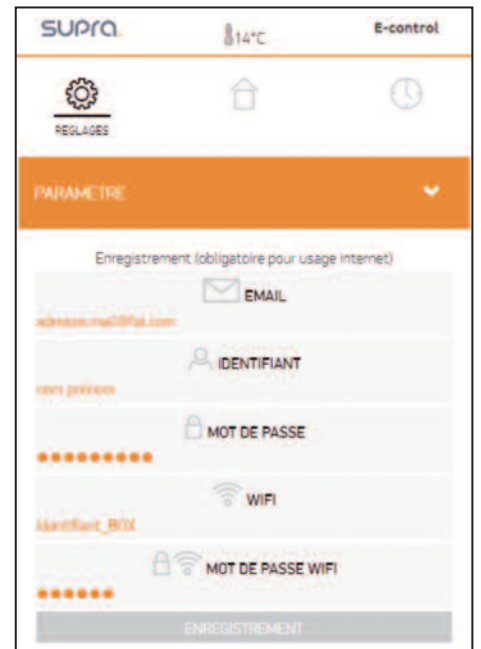 supra.
14°C
E-control
REGLAGES
PARAMETRE
Enregistrement (obligatoire pour usage internet)
EMAIL
IDENTIFIANT
nom prénom
●●●●●●●●●
MOT DE PASSE
WIFI
Identifiant_BOX
MOT DE PASSE WIFI
●●●●●●
ENREGISTREMENT